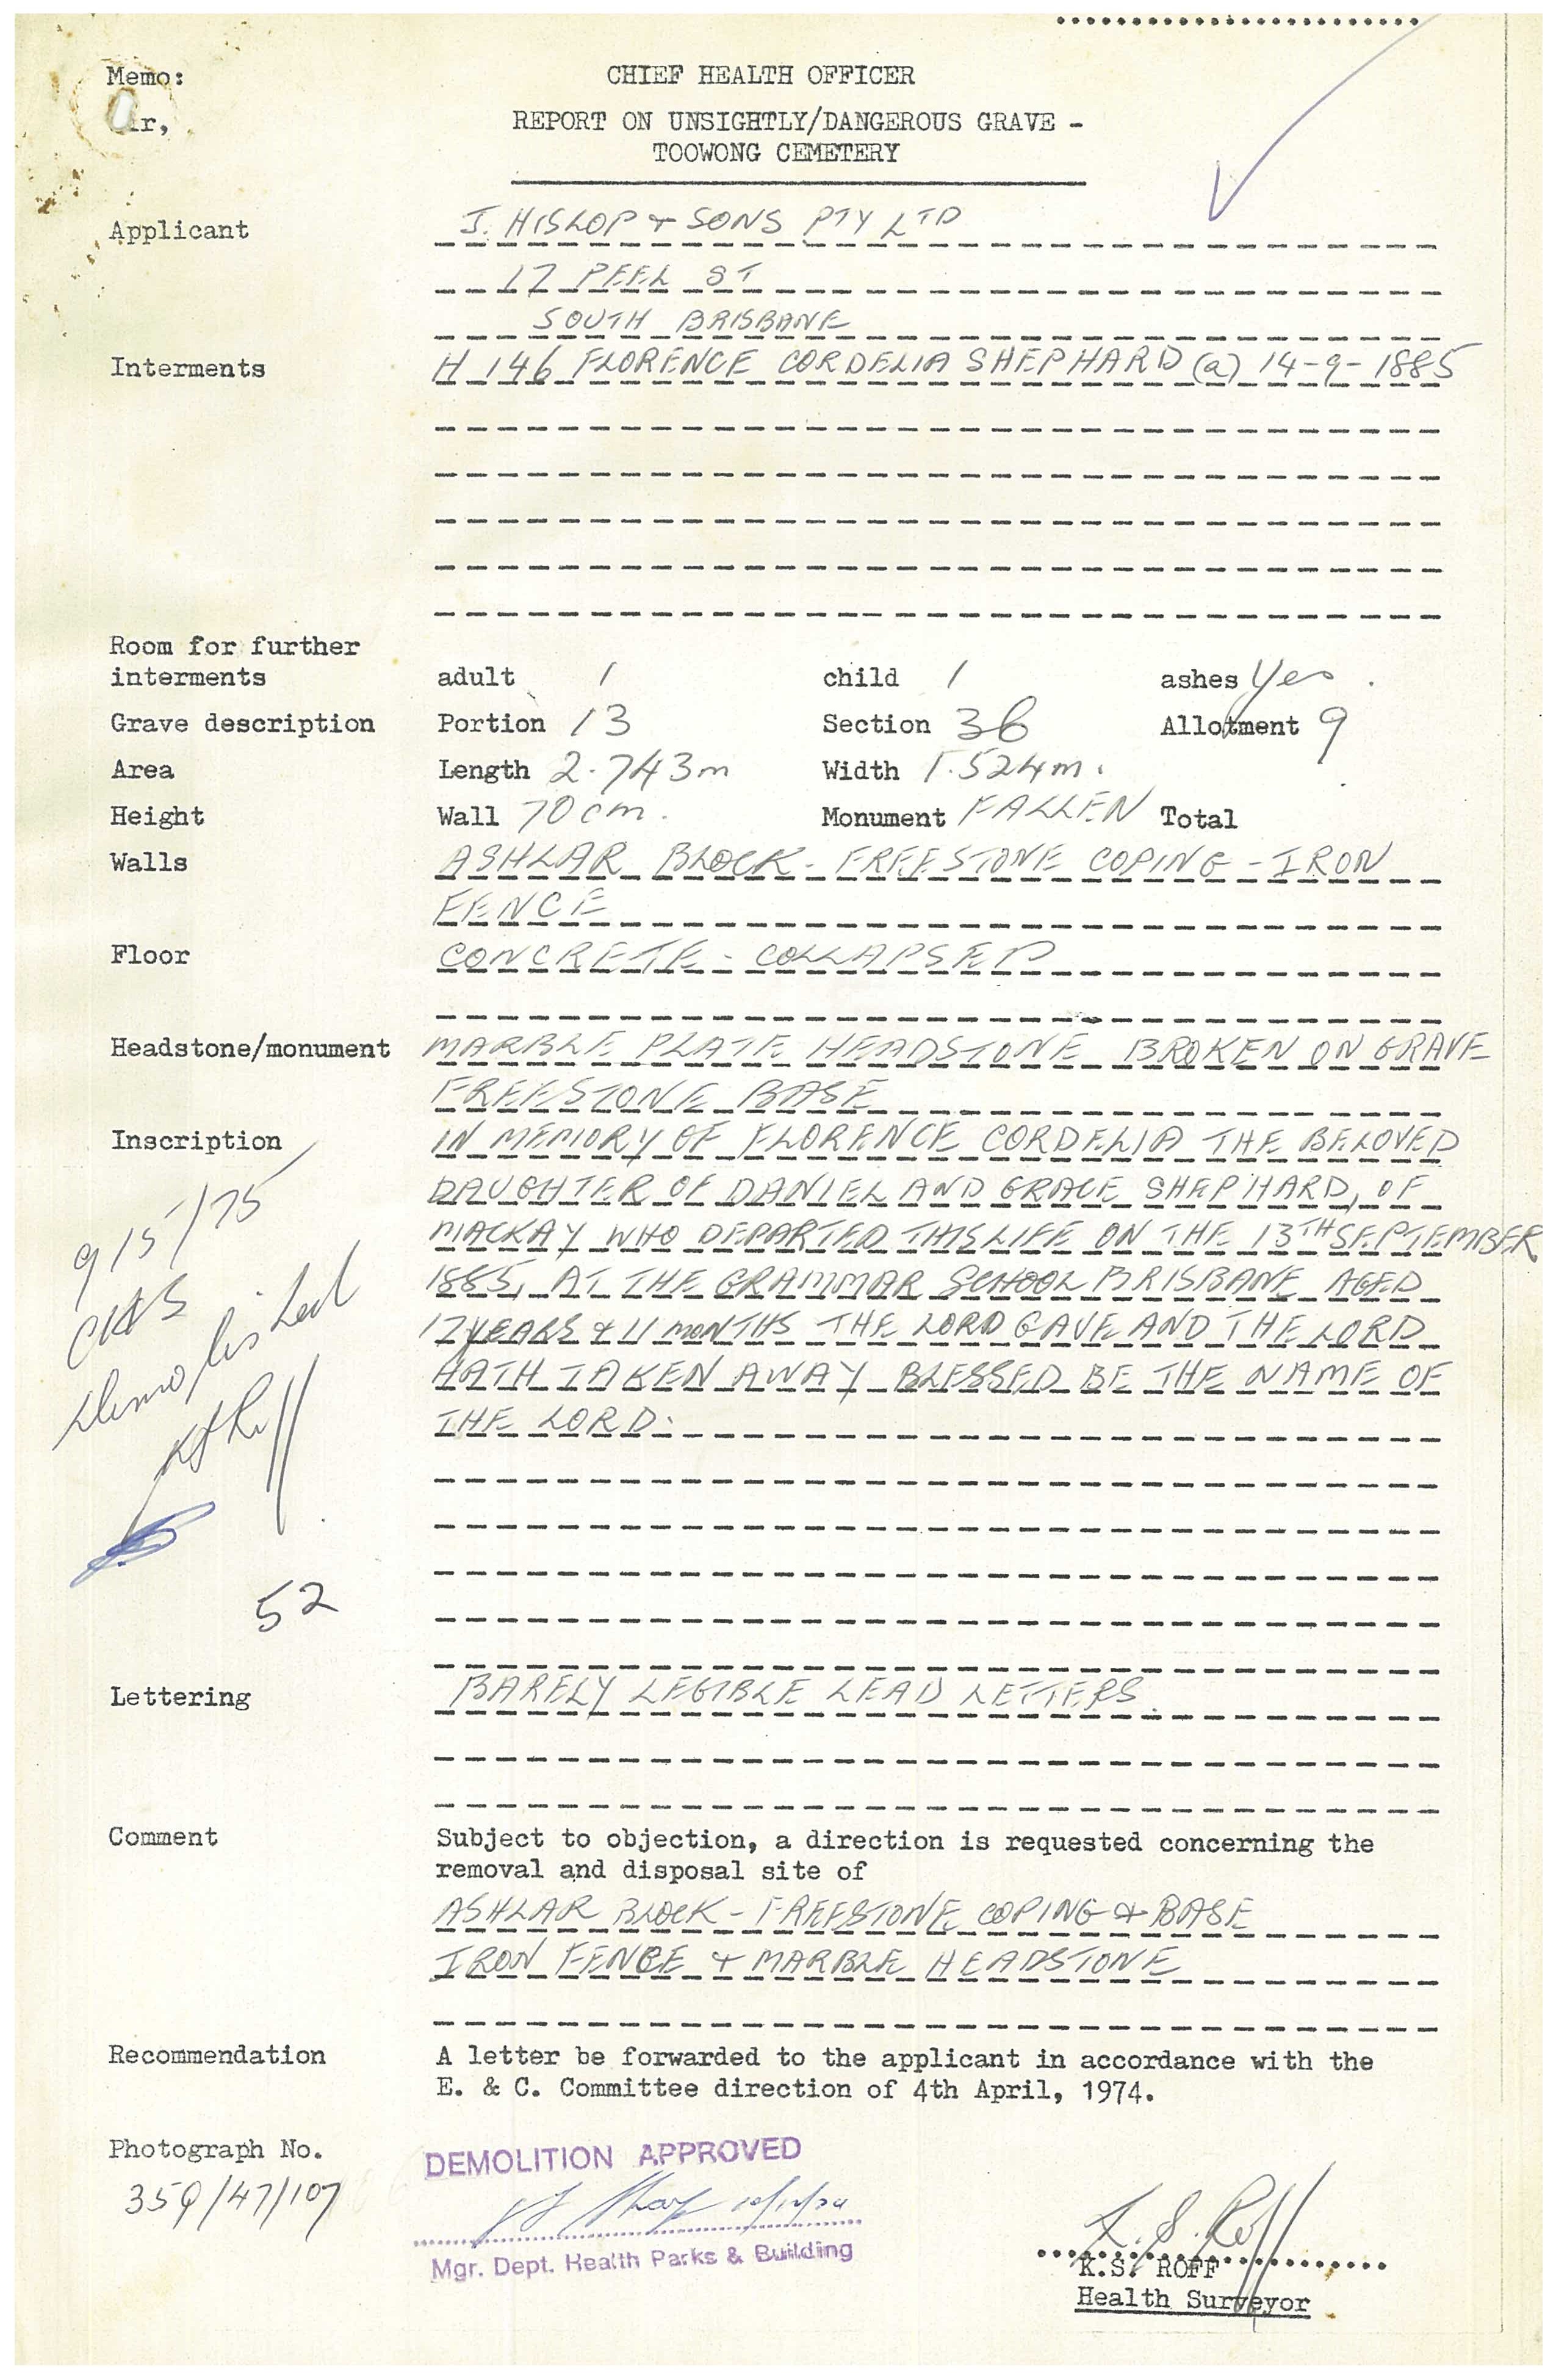 Memo:
CHIEF HEALTH OFFICER
REPORT ON UNSIGHTLY/DANGEROUS GRAVE -
TOOWONG CEMETERY
Applicant J. HISLOP & SONS PTY LTD
17 PEEL ST
SOUTH BRISBANE
Interments H 146 FLORENCE CORDELIA SHEPHARD (a) 14-9-1885
Room for further
interments adult 1 child 1 ashes Yes.
Grave description Portion 13 Section 36 Allotment 9
Area Length 2.743m Width 1.524m.
Height Wall 70cm. Monument FALLEN Total
Walls ASHLAR BLOCK - FREESTONE COPING - IRON
FENCE
Floor CONCRETE - COLLAPSED
Headstone/monument MARBLE PLATE HEADSTONE BROKEN ON GRAVE
FREESTONE BASE
Inscription IN MEMORY OF FLORENCE CORDELIA THE BELOVED
DAUGHTER OF DANIEL AND GRACE SHEPHARD, OF
MACKAY WHO DEPARTED THIS LIFE ON THE 13TH SEPTEMBER
1885, AT THE GRAMMAR SCHOOL BRISBANE AGED
17 YEARS & 11 MONTHS THE LORD GAVE AND THE LORD
HATH TAKEN AWAY BLESSED BE THE NAME OF
THE LORD.
9/5/75
demolished
KSRoff
52
Lettering BARELY LEGIBLE LEAD LETTERS
Comment Subject to objection, a direction is requested concerning the
removal and disposal site of
ASHLAR BLOCK - FREESTONE COPING & BASE
IRON FENCE & MARBLE HEADSTONE
Recommendation A letter be forwarded to the applicant in accordance with the
E. & C. Committee direction of 4th April, 1974.
Photograph No.
359/47/107
DEMOLITION APPROVED
Mgr. Dept. Health Parks & Building
K. S. Roff
K.S. ROFF
Health Surveyor